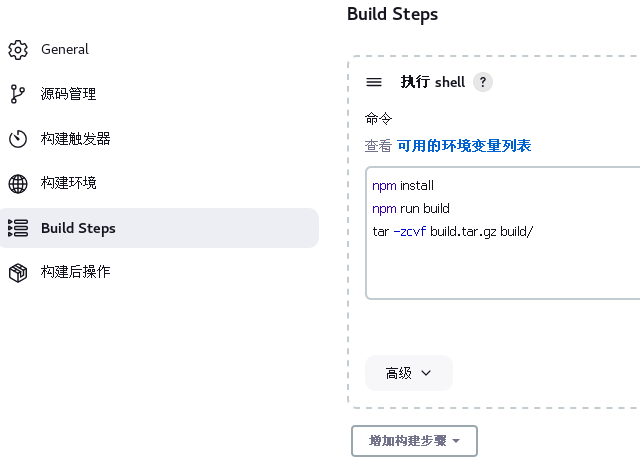 Build Steps
General
源码管理
构建触发器
构建环境
Build Steps
构建后操作
执行 shell ?
命令
查看 可用的环境变量列表
npm install
npm run build
tar -zcvf build.tar.gz build/
高级
增加构建步骤